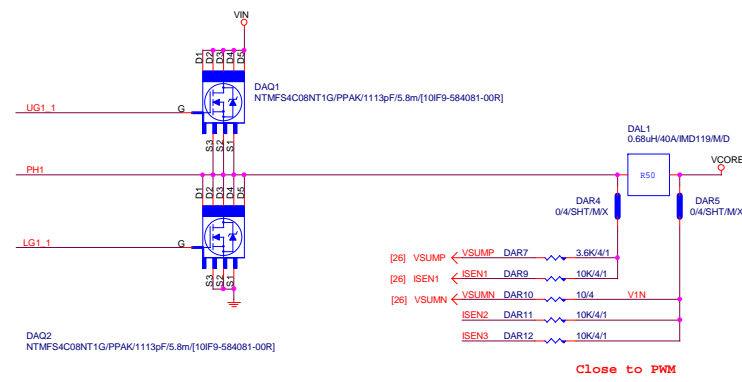 VIN
D1 D2 D3 D4 D5
DAQ1
NTMFS4C08NT1G/PPAK/1113pF/5.8m/[10IF9-584081-00R]
UG1_1
G
S3 S2 S1
DAL1
0.68uH/40A/IMD119/M/D
VCORE
PH1
R50
D1 D2 D3 D4 D5
DAR4
0/4/SHT/M/X
DAR5
0/4/SHT/M/X
LG1_1
G
S3 S2 S1
[26] VSUMP VSUMP DAR7 3.6K/4/1
[26] ISEN1 ISEN1 DAR9 10K/4/1
[26] VSUMN VSUMN DAR10 10/4 V1N
ISEN2 DAR11 10K/4/1
ISEN3 DAR12 10K/4/1
DAQ2
NTMFS4C08NT1G/PPAK/1113pF/5.8m/[10IF9-584081-00R]
Close to PWM